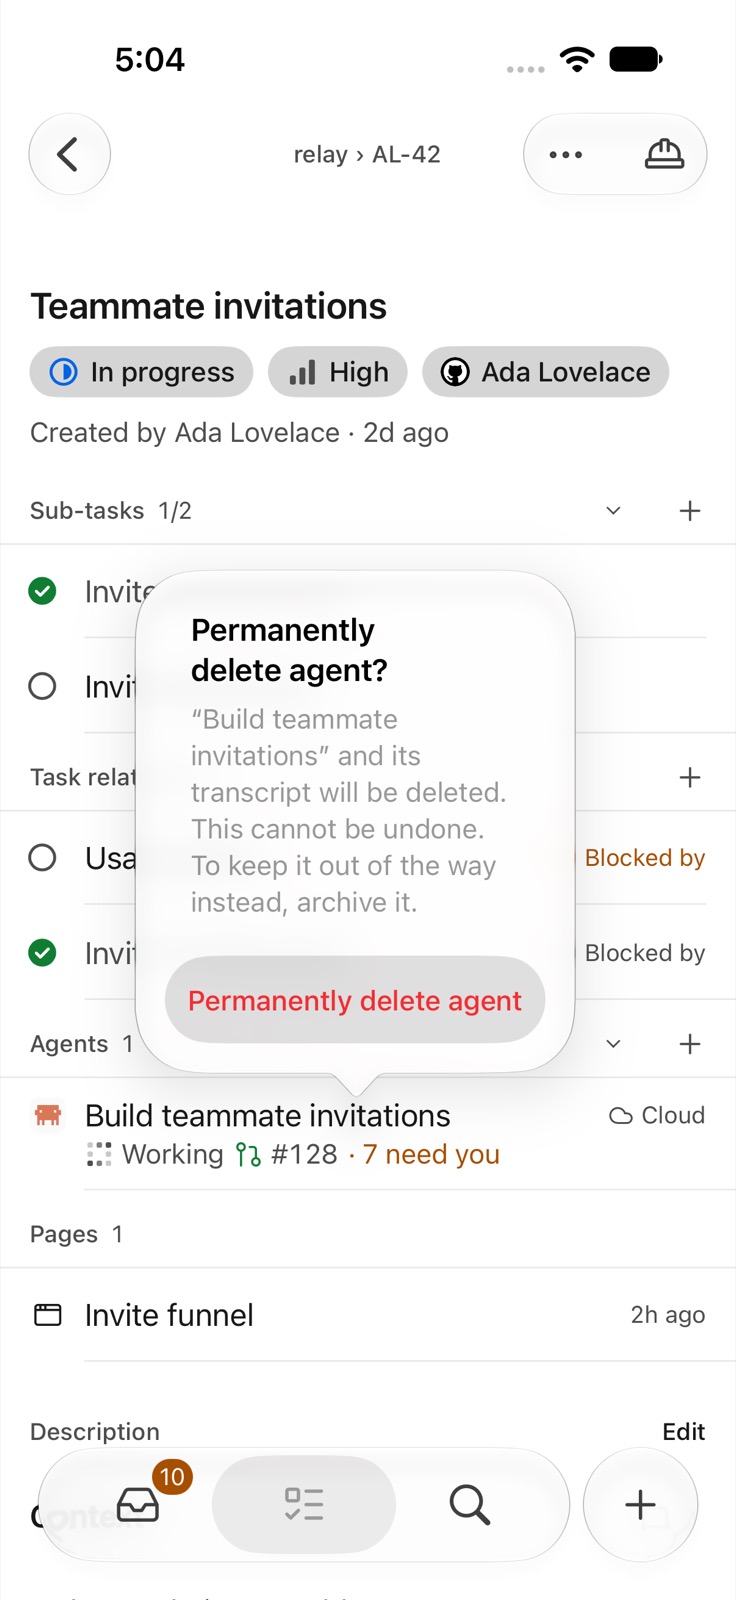 5:04
relay › AL-42
Teammate invitations
In progress
High
Ada Lovelace
Created by Ada Lovelace · 2d ago
Sub-tasks 1/2
Invite
Permanently
delete agent?
“Build teammate
invitations” and its
transcript will be deleted.
This cannot be undone.
To keep it out of the way
instead, archive it.
Permanently delete agent
Task relat
Usa
Blocked by
Blocked by
Agents 1
Build teammate invitations
Cloud
Working #128 · 7 need you
Pages 1
Invite funnel
2h ago
Description
Edit
10